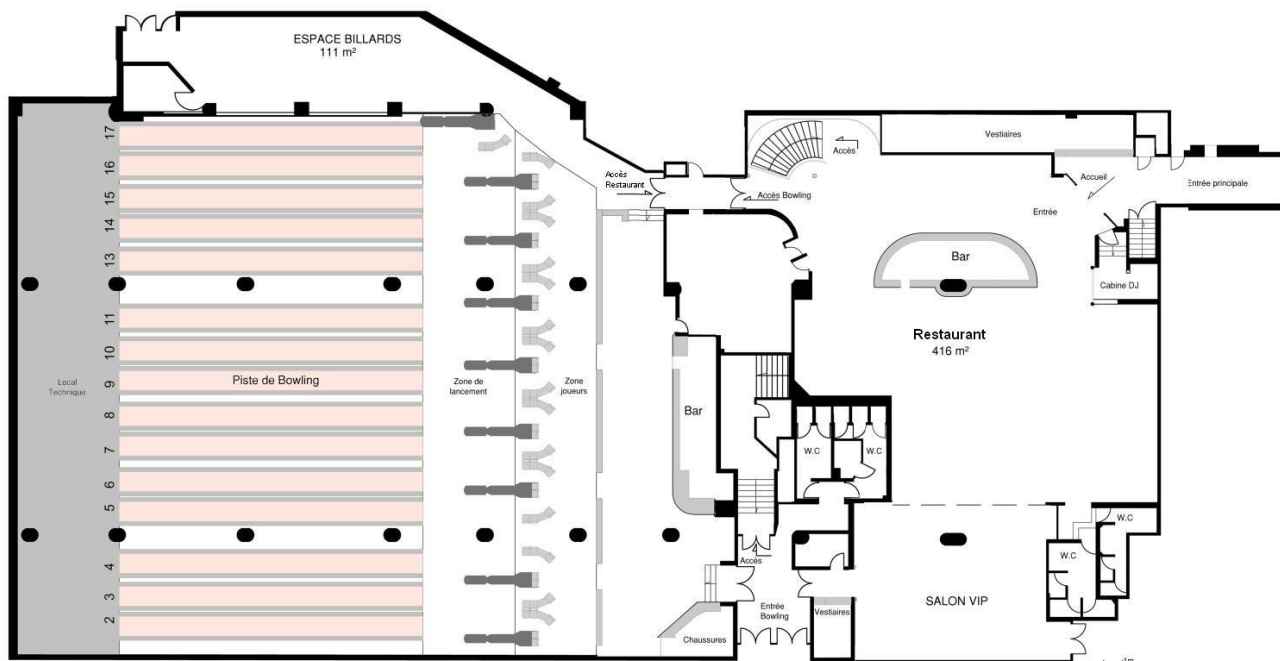 ESPACE BILLARDS
111 m²
17
16
15
14
13
11
10
9
8
7
6
5
4
3
2
Local
Technique
Piste de Bowling
Zone de
lancement
Zone
joueurs
Accès
Restaurant
Accès Bowling
Accès
Vestiaires
Accueil
Entrée principale
Entrée
Bar
Cabine DJ
Restaurant
416 m²
Bar
W.C
W.C
Accès
Entrée
Bowling
Chaussures
Vestiaires
SALON VIP
W.C
W.C
1m